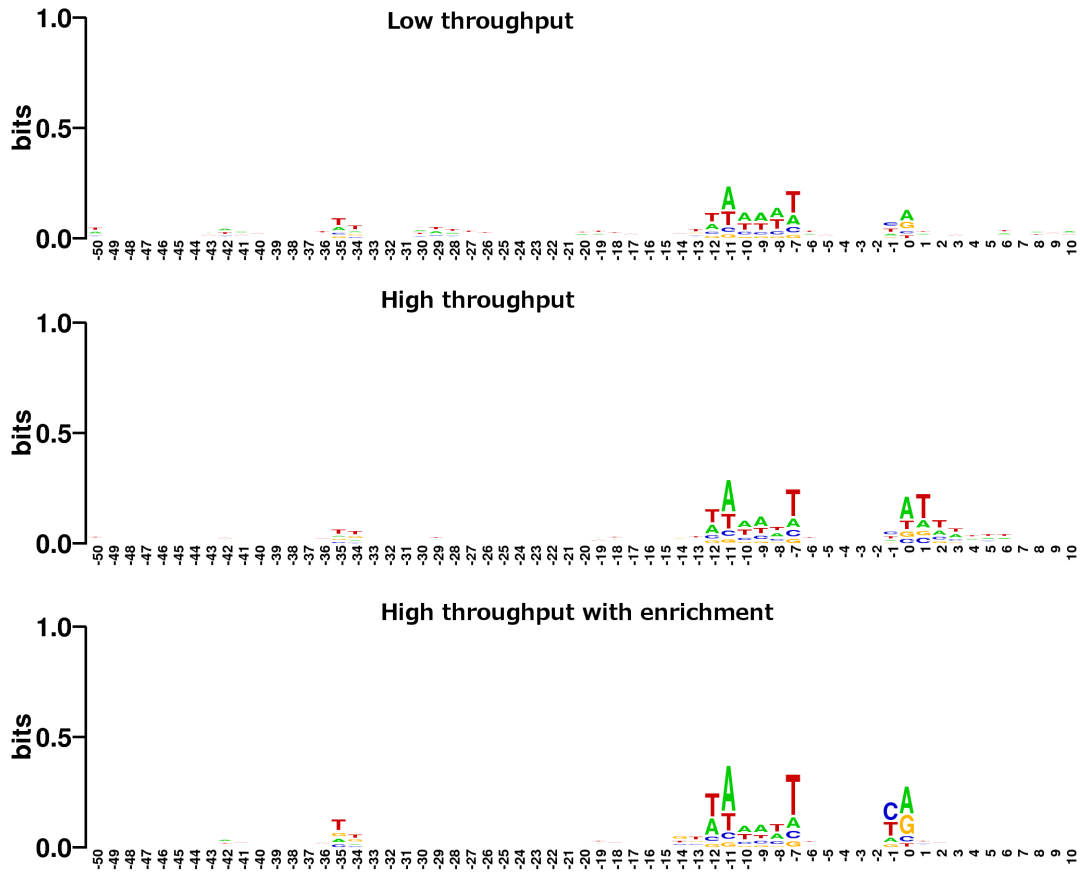 Low throughput
1.0
bits
0.5
T A T A A A T C A
0.0
-50 -49 -48 -47 -46 -45 -44 -43 -42 -41 -40 -39 -38 -37 -36 -35 -34 -33 -32 -31 -30 -29 -28 -27 -26 -25 -24 -23 -22 -21 -20 -19 -18 -17 -16 -15 -14 -13 -12 -11 -10 -9 -8 -7 -6 -5 -4 -3 -2 -1 0 1 2 3 4 5 6 7 8 9 10
High throughput
1.0
bits
0.5
T T A A A T T A T T
0.0
-50 -49 -48 -47 -46 -45 -44 -43 -42 -41 -40 -39 -38 -37 -36 -35 -34 -33 -32 -31 -30 -29 -28 -27 -26 -25 -24 -23 -22 -21 -20 -19 -18 -17 -16 -15 -14 -13 -12 -11 -10 -9 -8 -7 -6 -5 -4 -3 -2 -1 0 1 2 3 4 5 6 7 8 9 10
High throughput with enrichment
1.0
bits
0.5
T T A A A T T C A
0.0
-50 -49 -48 -47 -46 -45 -44 -43 -42 -41 -40 -39 -38 -37 -36 -35 -34 -33 -32 -31 -30 -29 -28 -27 -26 -25 -24 -23 -22 -21 -20 -19 -18 -17 -16 -15 -14 -13 -12 -11 -10 -9 -8 -7 -6 -5 -4 -3 -2 -1 0 1 2 3 4 5 6 7 8 9 10